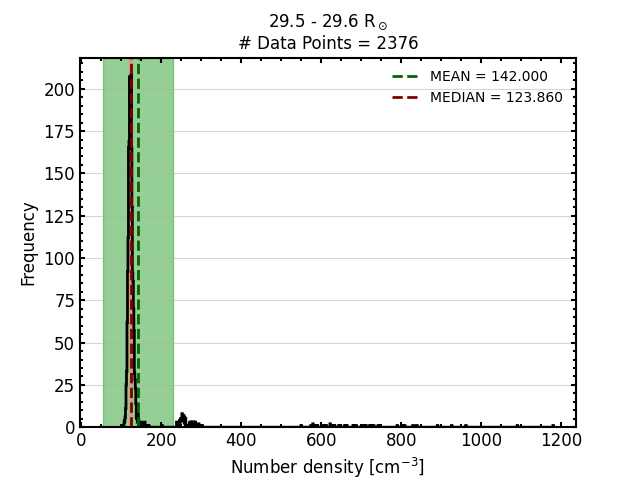 29.5 - 29.6 R⊙
# Data Points = 2376
MEAN = 142.000
MEDIAN = 123.860
Frequency
200
175
150
125
100
75
50
25
0
0 200 400 600 800 1000 1200
Number density [cm⁻³]